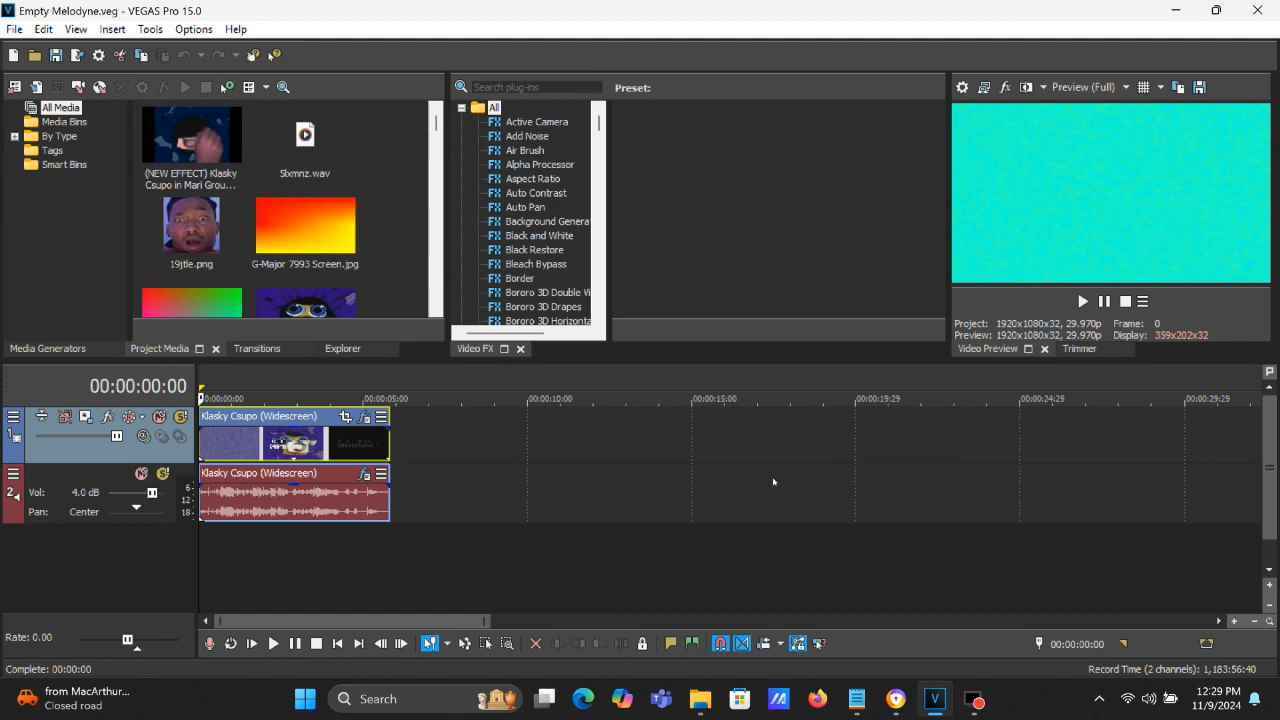 Empty Melodyne.veg - VEGAS Pro 15.0
File Edit View Insert Tools Options Help
Search plug-ins
Preset:
Preview (Full)
All Media
Media Bins
By Type
Tags
Smart Bins
(NEW EFFECT) Klasky
Csupo in Mari Grou...
5lxmnz.wav
19jtle.png
G-Major 7993 Screen.jpg
All
Active Camera
Add Noise
Air Brush
Alpha Processor
Aspect Ratio
Auto Contrast
Auto Pan
Background Genera
Black and White
Black Restore
Bleach Bypass
Border
Bororo 3D Double Vi
Bororo 3D Drapes
Bororo 3D Horizonta
Project: 1920x1080x32, 29.970p Frame: 0
Preview: 1920x1080x32, 29.970p Display: 359x202x32
Media Generators Project Media Transitions Explorer
Video FX
Video Preview Trimmer
00:00:00:00
00:00:00:00 00:00:05:00 00:00:10:00 00:00:15:00 00:00:19:29 00:00:24:29 00:00:29:29
1
Klasky Csupo (Widescreen)
2
Klasky Csupo (Widescreen)
Vol: 4.0 dB
Pan: Center
6
12
18
Rate: 0.00
00:00:00:00
Complete: 00:00:00
Record Time (2 channels): 1,183:56:40
from MacArthur...
Closed road
Search
12:29 PM
11/9/2024